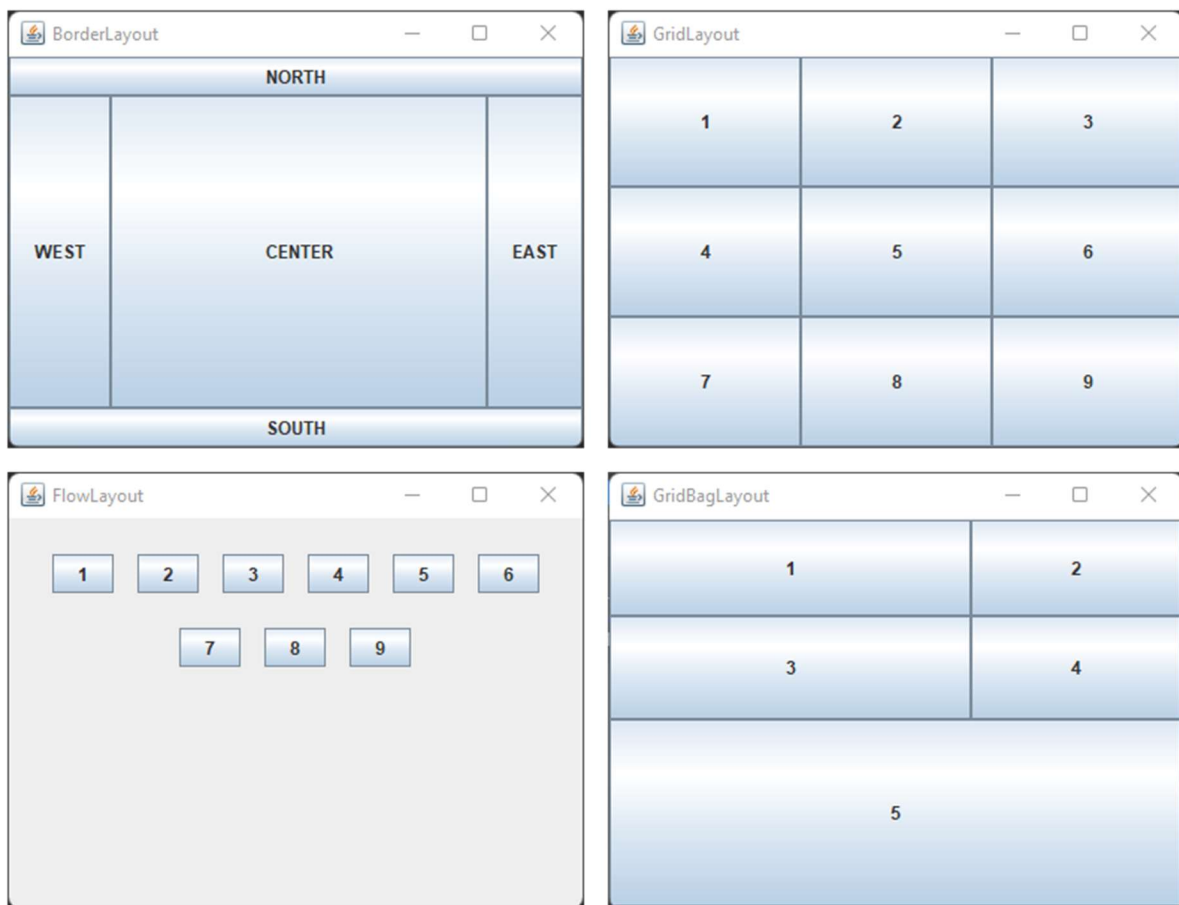 BorderLayout
NORTH
WEST CENTER EAST
SOUTH
GridLayout
1 2 3
4 5 6
7 8 9
FlowLayout
1 2 3 4 5 6
7 8 9
GridBagLayout
1 2
3 4
5